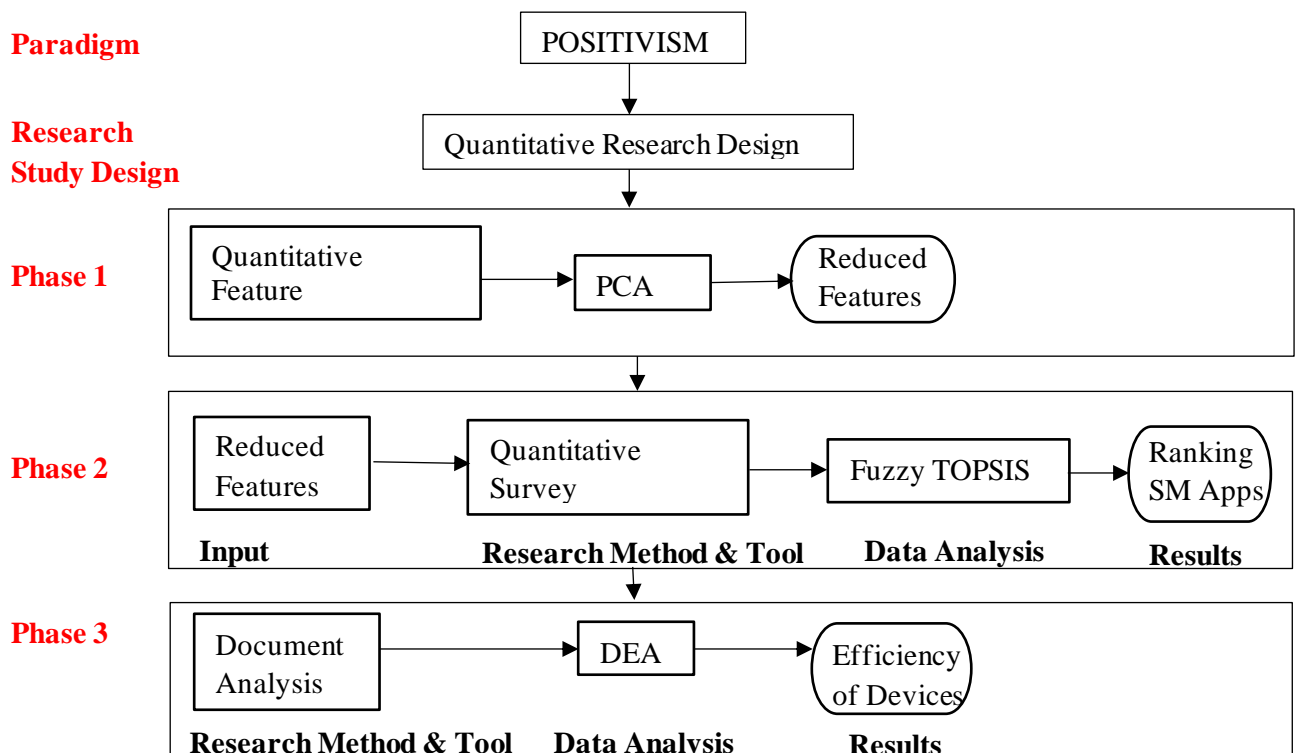 Paradigm
POSITIVISM
Research
Study Design
Quantitative Research Design
Phase 1
Quantitative
Feature
PCA
Reduced
Features
Phase 2
Reduced
Features
Quantitative
Survey
Fuzzy TOPSIS
Ranking
SM Apps
Input
Research Method & Tool
Data Analysis
Results
Phase 3
Document
Analysis
DEA
Efficiency
of Devices
Research Method & Tool
Data Analysis
Results